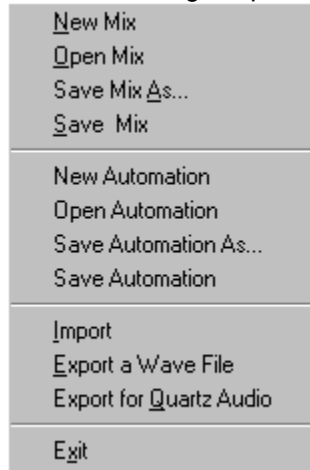 New Mix
Open Mix
Save Mix As...
Save Mix
New Automation
Open Automation
Save Automation As...
Save Automation
Import
Export a Wave File
Export for Quartz Audio
Exit